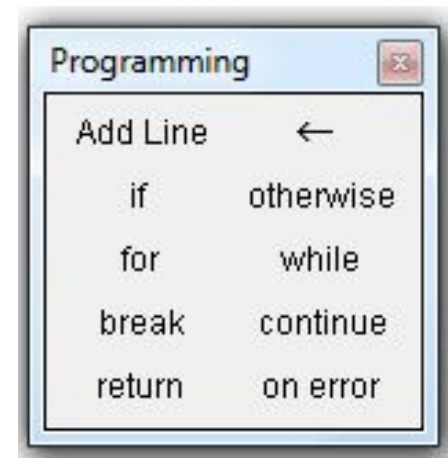 Programming
Add Line ←
if otherwise
for while
break continue
return on error